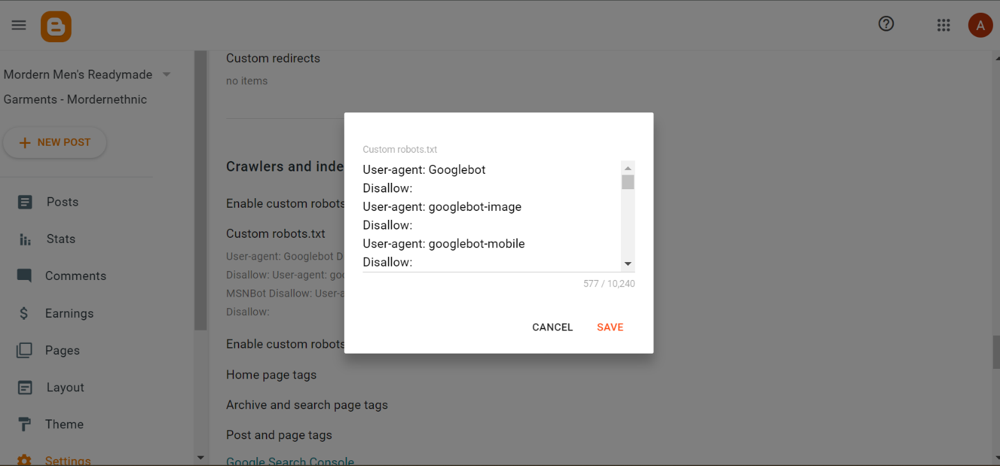 A
Mordern Men's Readymade
Garments - Mordernethnic
NEW POST
Posts
Stats
Comments
Earnings
Pages
Layout
Theme
Settings
Custom redirects
no items
Crawlers and inde
Enable custom robots
Custom robots.txt
User-agent: Googlebot D
Disallow: User-agent: goo
MSNBot Disallow: User-a
Disallow:
Enable custom robots
Home page tags
Archive and search page tags
Post and page tags
Google Search Console
Custom robots.txt
User-agent: Googlebot
Disallow:
User-agent: googlebot-image
Disallow:
User-agent: googlebot-mobile
Disallow:
577 / 10,240
CANCEL SAVE